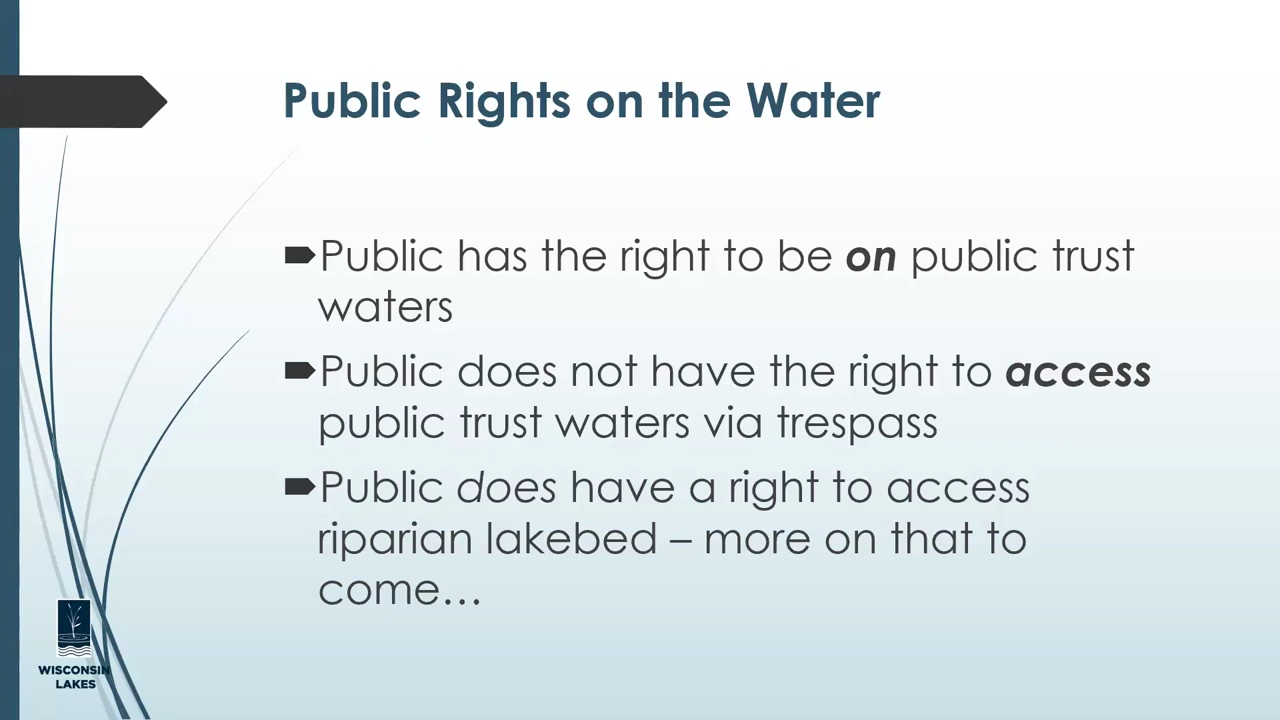 Public Rights on the Water
Public has the right to be on public trust
waters
Public does not have the right to access
public trust waters via trespass
Public does have a right to access
riparian lakebed – more on that to
come…
WISCONSIN
LAKES